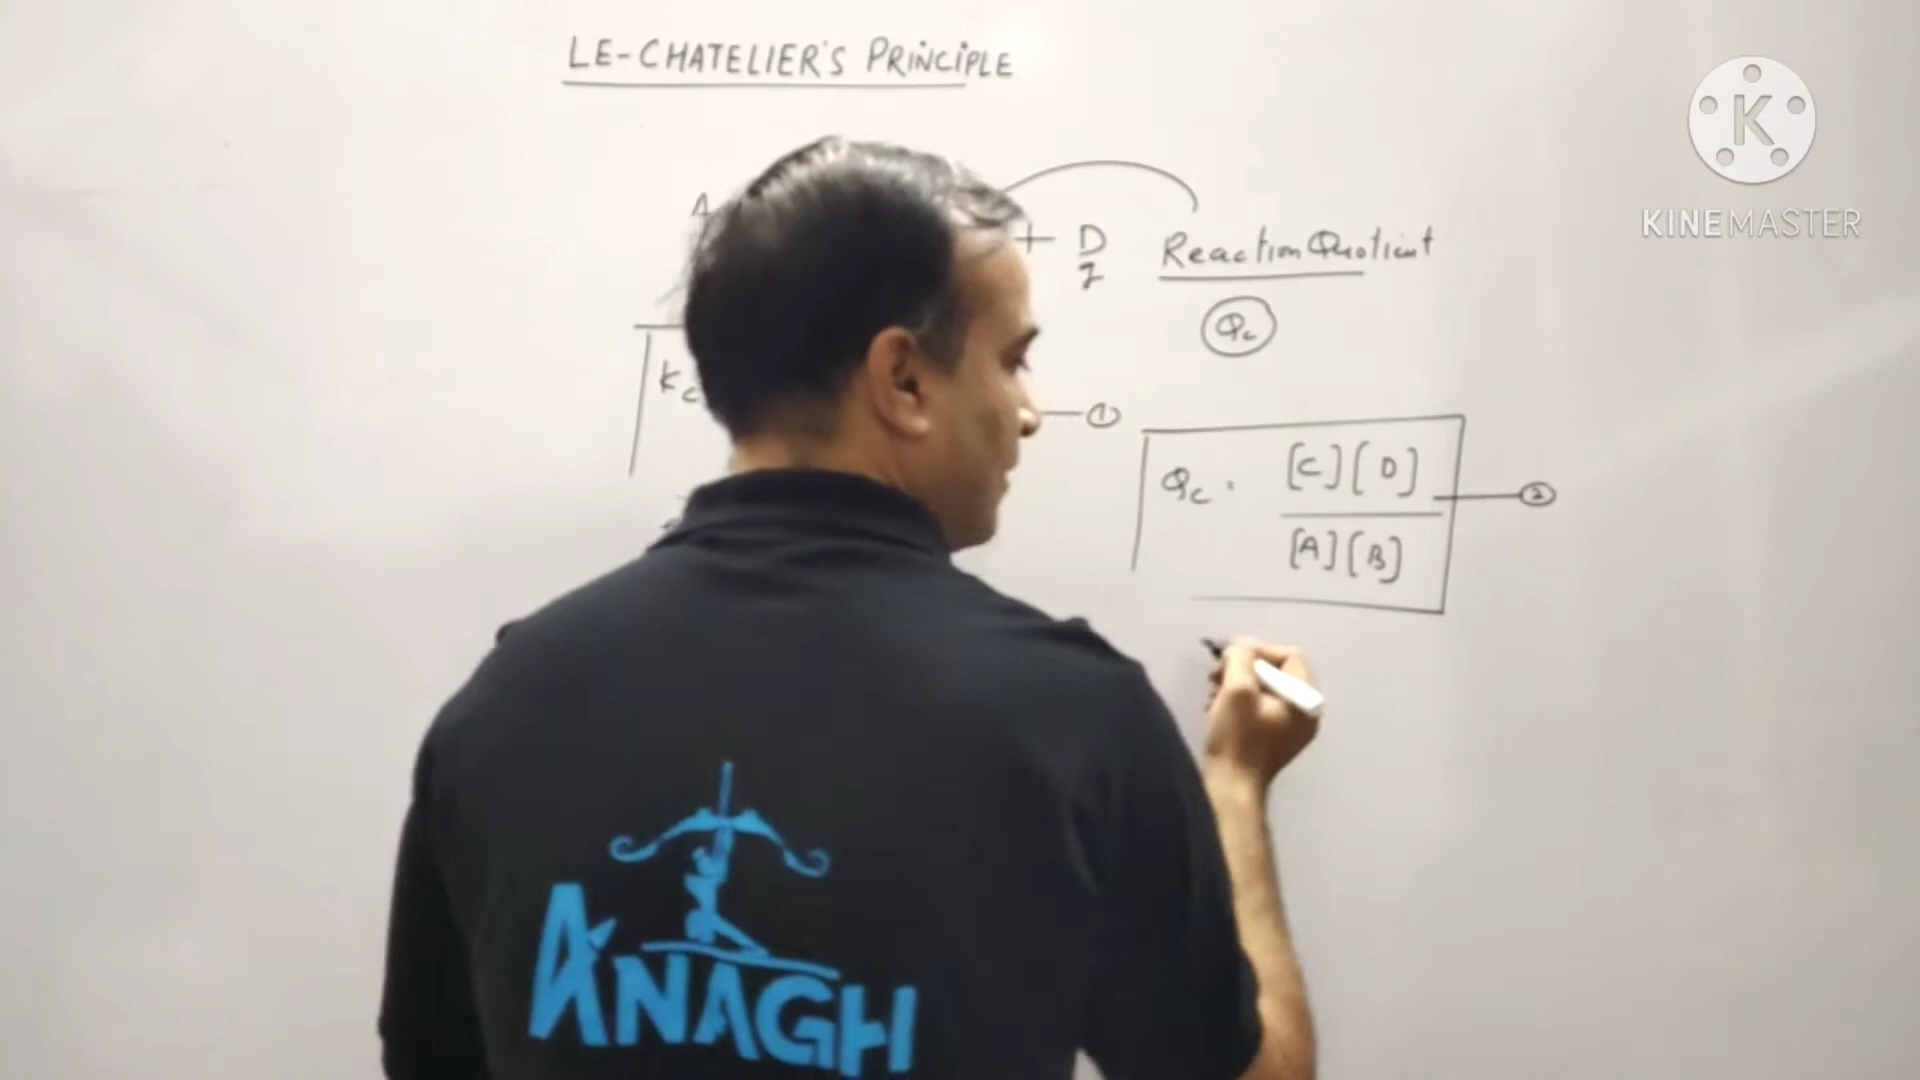 LE-CHATELIER'S PRINCIPLE
A
+ D
g
Reaction Quotient
Qc
Kc
①
Qc = [C][D]
[A][B]
②
ANAGH
K
KINEMASTER